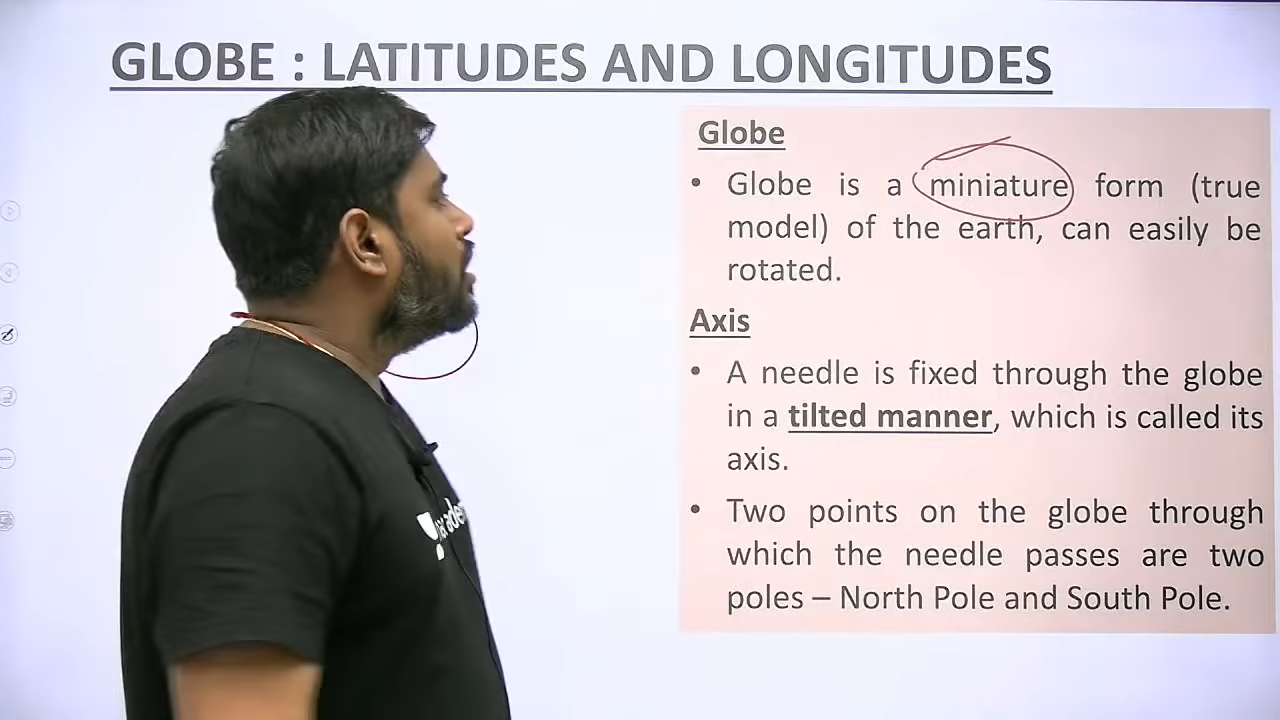 GLOBE : LATITUDES AND LONGITUDES
Globe
• Globe is a miniature form (true
model) of the earth, can easily be
rotated.
Axis
• A needle is fixed through the globe
in a tilted manner, which is called its
axis.
• Two points on the globe through
which the needle passes are two
poles – North Pole and South Pole.